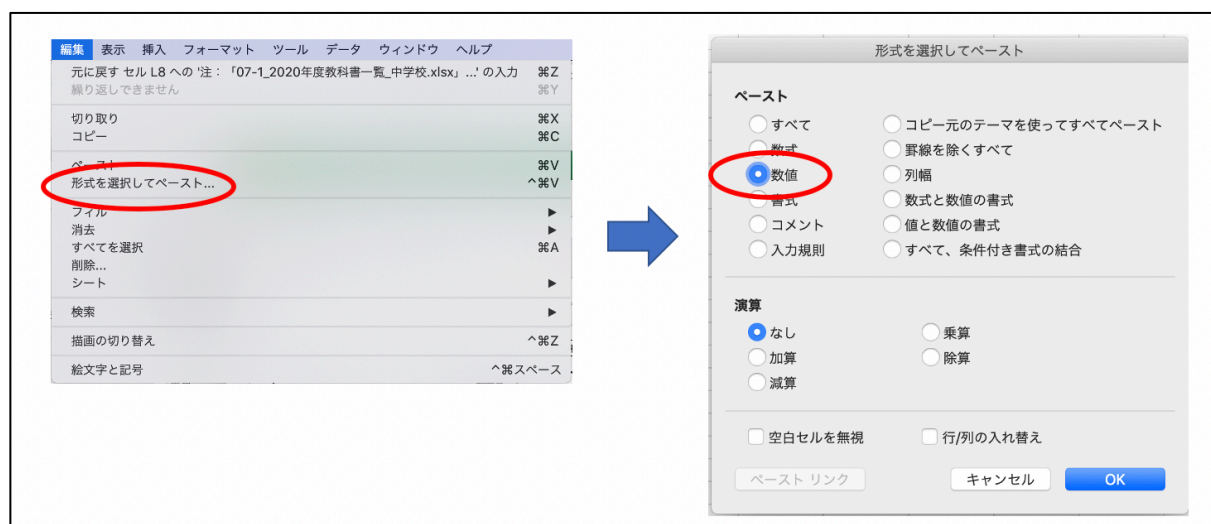 編集 表示 挿入 フォーマット ツール データ ウィンドウ ヘルプ
元に戻す セル L8 への '注：「07-1_2020年度教科書一覧_中学校.xlsx」...' の入力 ⌘Z
繰り返しできません ⌘Y
切り取り ⌘X
コピー ⌘C
ペースト ⌘V
形式を選択してペースト... ^⌘V
フィル ▶
消去 ▶
すべてを選択 ⌘A
削除...
シート ▶
検索 ▶
描画の切り替え ^⌘Z
絵文字と記号 ^⌘スペース
形式を選択してペースト
ペースト
すべて コピー元のテーマを使ってすべてペースト
数式 罫線を除くすべて
数値 列幅
書式 数式と数値の書式
コメント 値と数値の書式
入力規則 すべて、条件付き書式の結合
演算
なし 乗算
加算 除算
減算
空白セルを無視 行/列の入れ替え
ペースト リンク キャンセル OK